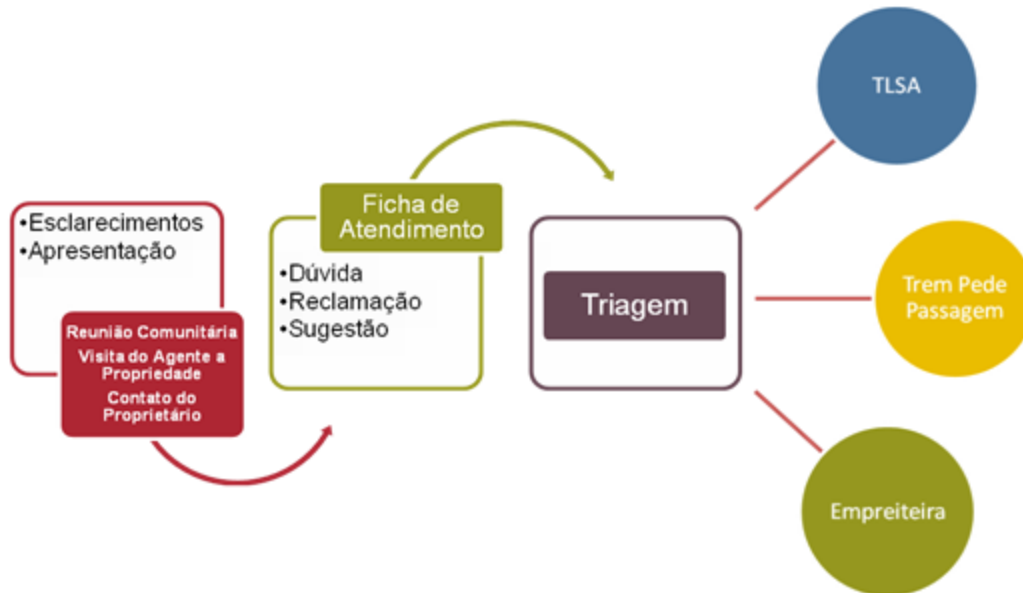 •Esclarecimentos
•Apresentação
Reunião Comunitária
Visita do Agente a
Propriedade
Contato do
Proprietário
Ficha de
Atendimento
•Dúvida
•Reclamação
•Sugestão
Triagem
TLSA
Trem Pede
Passagem
Empreiteira